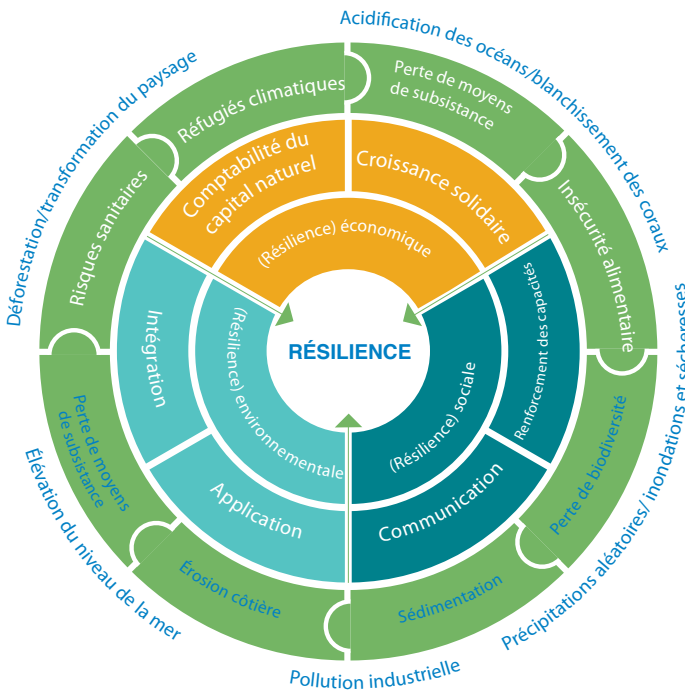 Acidification des océans/blanchissement des coraux
Précipitations aléatoires/ inondations et sécheresses
Pollution industrielle
Élévation du niveau de la mer
Déforestation/transformation du paysage
Perte de moyens
de subsistance
Insécurité alimentaire
Perte de biodiversité
Sédimentation
Érosion côtière
Perte de moyens
de subsistance
Risques sanitaires
Réfugiés climatiques
Comptabilité du
capital naturel
Croissance solidaire
Renforcement des capacités
Communication
Application
Intégration
(Résilience) économique
(Résilience) sociale
(Résilience) environnementale
RÉSILIENCE